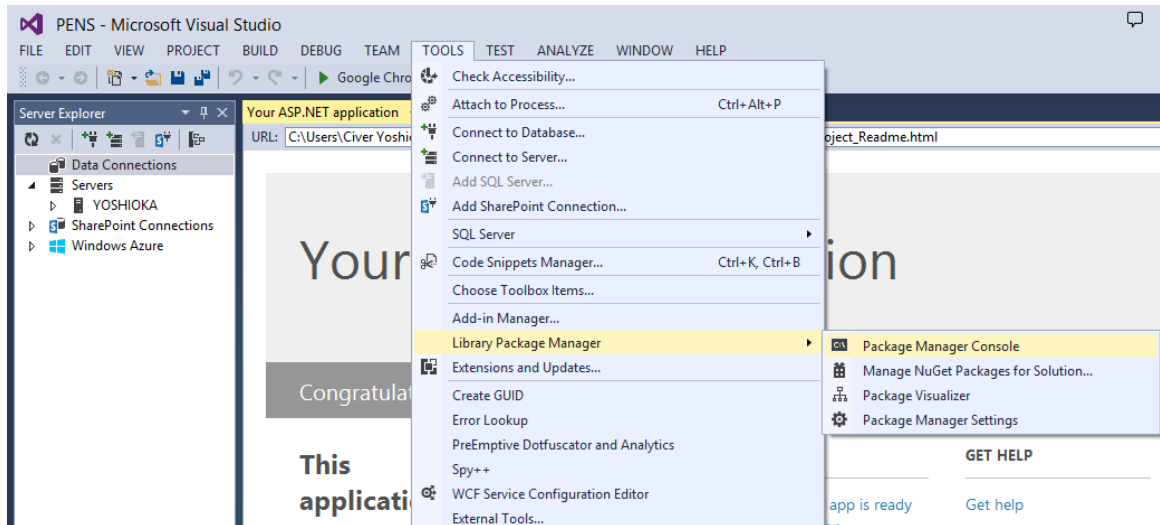 PENS - Microsoft Visual Studio
FILE EDIT VIEW PROJECT BUILD DEBUG TEAM TOOLS TEST ANALYZE WINDOW HELP
Google Chro
Server Explorer
Data Connections
Servers
YOSHIOKA
SharePoint Connections
Windows Azure
Your ASP.NET application
URL: C:\Users\Civer Yoshi
oject_Readme.html
Check Accessibility...
Attach to Process... Ctrl+Alt+P
Connect to Database...
Connect to Server...
Add SQL Server...
Add SharePoint Connection...
SQL Server
Code Snippets Manager... Ctrl+K, Ctrl+B
Choose Toolbox Items...
Add-in Manager...
Library Package Manager
Extensions and Updates...
Create GUID
Error Lookup
PreEmptive Dotfuscator and Analytics
Spy++
WCF Service Configuration Editor
External Tools...
Package Manager Console
Manage NuGet Packages for Solution...
Package Visualizer
Package Manager Settings
Your ion
Congratulat
This
applicati
app is ready
GET HELP
Get help